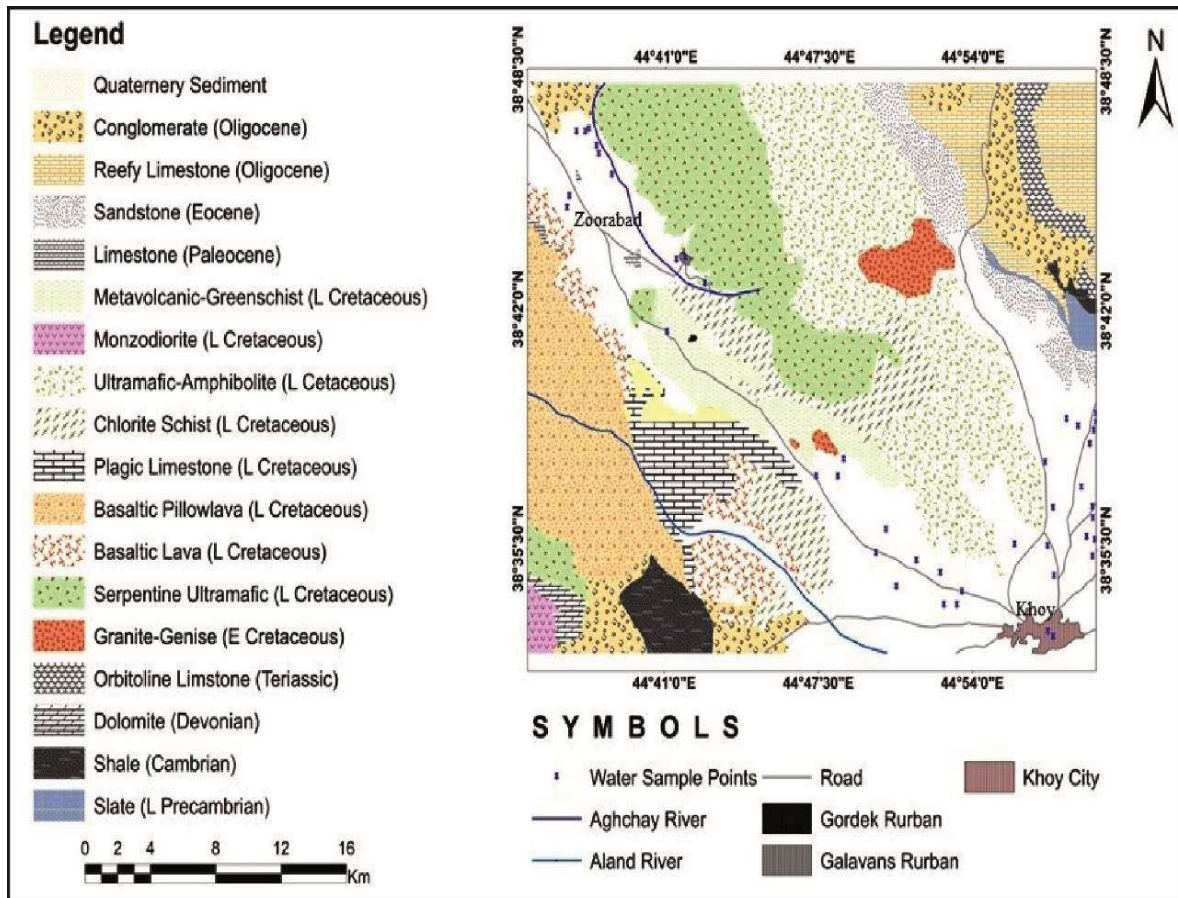 Legend
Quaternery Sediment
Conglomerate (Oligocene)
Reefy Limestone (Oligocene)
Sandstone (Eocene)
Limestone (Paleocene)
Metavolcanic-Greenschist (L Cretaceous)
Monzodiorite (L Cretaceous)
Ultramafic-Amphibolite (L Cetaceous)
Chlorite Schist (L Cretaceous)
Plagic Limestone (L Cretaceous)
Basaltic Pillowlava (L Cretaceous)
Basaltic Lava (L Cretaceous)
Serpentine Ultramafic (L Cretaceous)
Granite-Genise (E Cretaceous)
Orbitoline Limstone (Teriassic)
Dolomite (Devonian)
Shale (Cambrian)
Slate (L Precambrian)
0 2 4 8 12 16
Km
44°41'0"E 44°47'30"E 44°54'0"E
N
38°48'30"N
38°48'30"N
Zoorabad
38°42'0"N
38°42'0"N
38°35'30"N
38°35'30"N
Khoy
44°41'0"E 44°47'30"E 44°54'0"E
SYMBOLS
Water Sample Points
Road
Khoy City
Aghchay River
Gordek Rurban
Aland River
Galavans Rurban